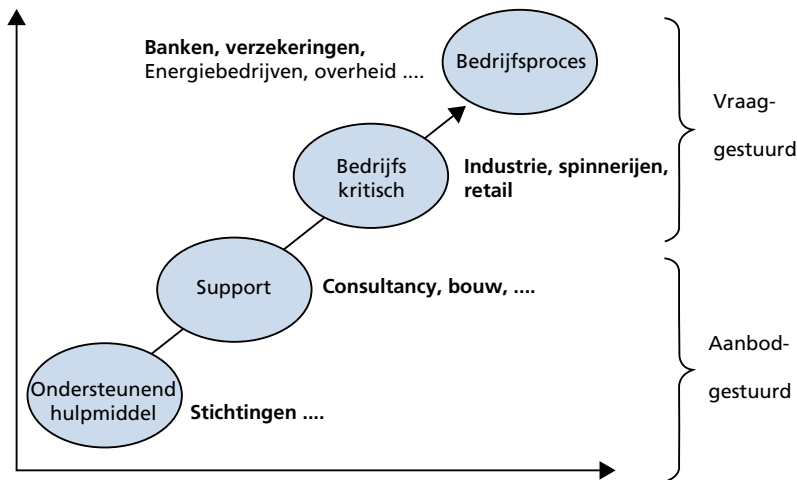 Banken, verzekeringen,
Energiebedrijven, overheid ....
Bedrijfsproces
Vraag-
gestuurd
Bedrijfs
kritisch
Industrie, spinnerijen,
retail
Support
Consultancy, bouw, ....
Aanbod-
gestuurd
Ondersteunend
hulpmiddel
Stichtingen ....